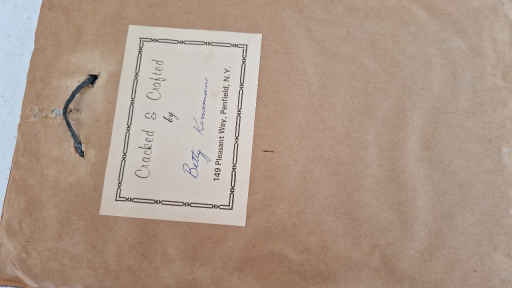 Cracked & Crafted
by
Betty Kinsman
149 Pleasant Way, Penfield, N.Y.